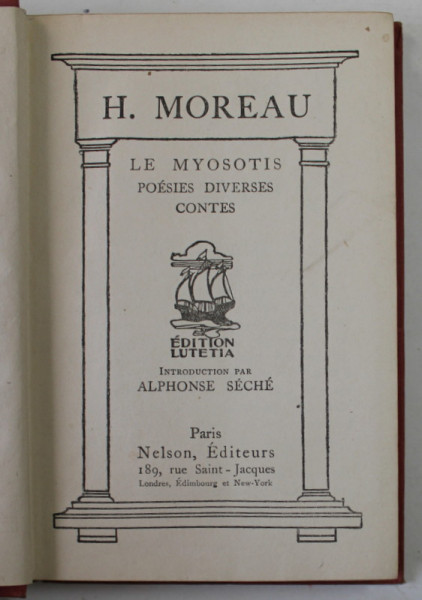 H. MOREAU
LE MYOSOTIS
POÉSIES DIVERSES
CONTES
ÉDITION
LUTETIA
INTRODUCTION PAR
ALPHONSE SÉCHÉ
Paris
Nelson, Éditeurs
189, rue Saint-Jacques
Londres, Édimbourg et New-York